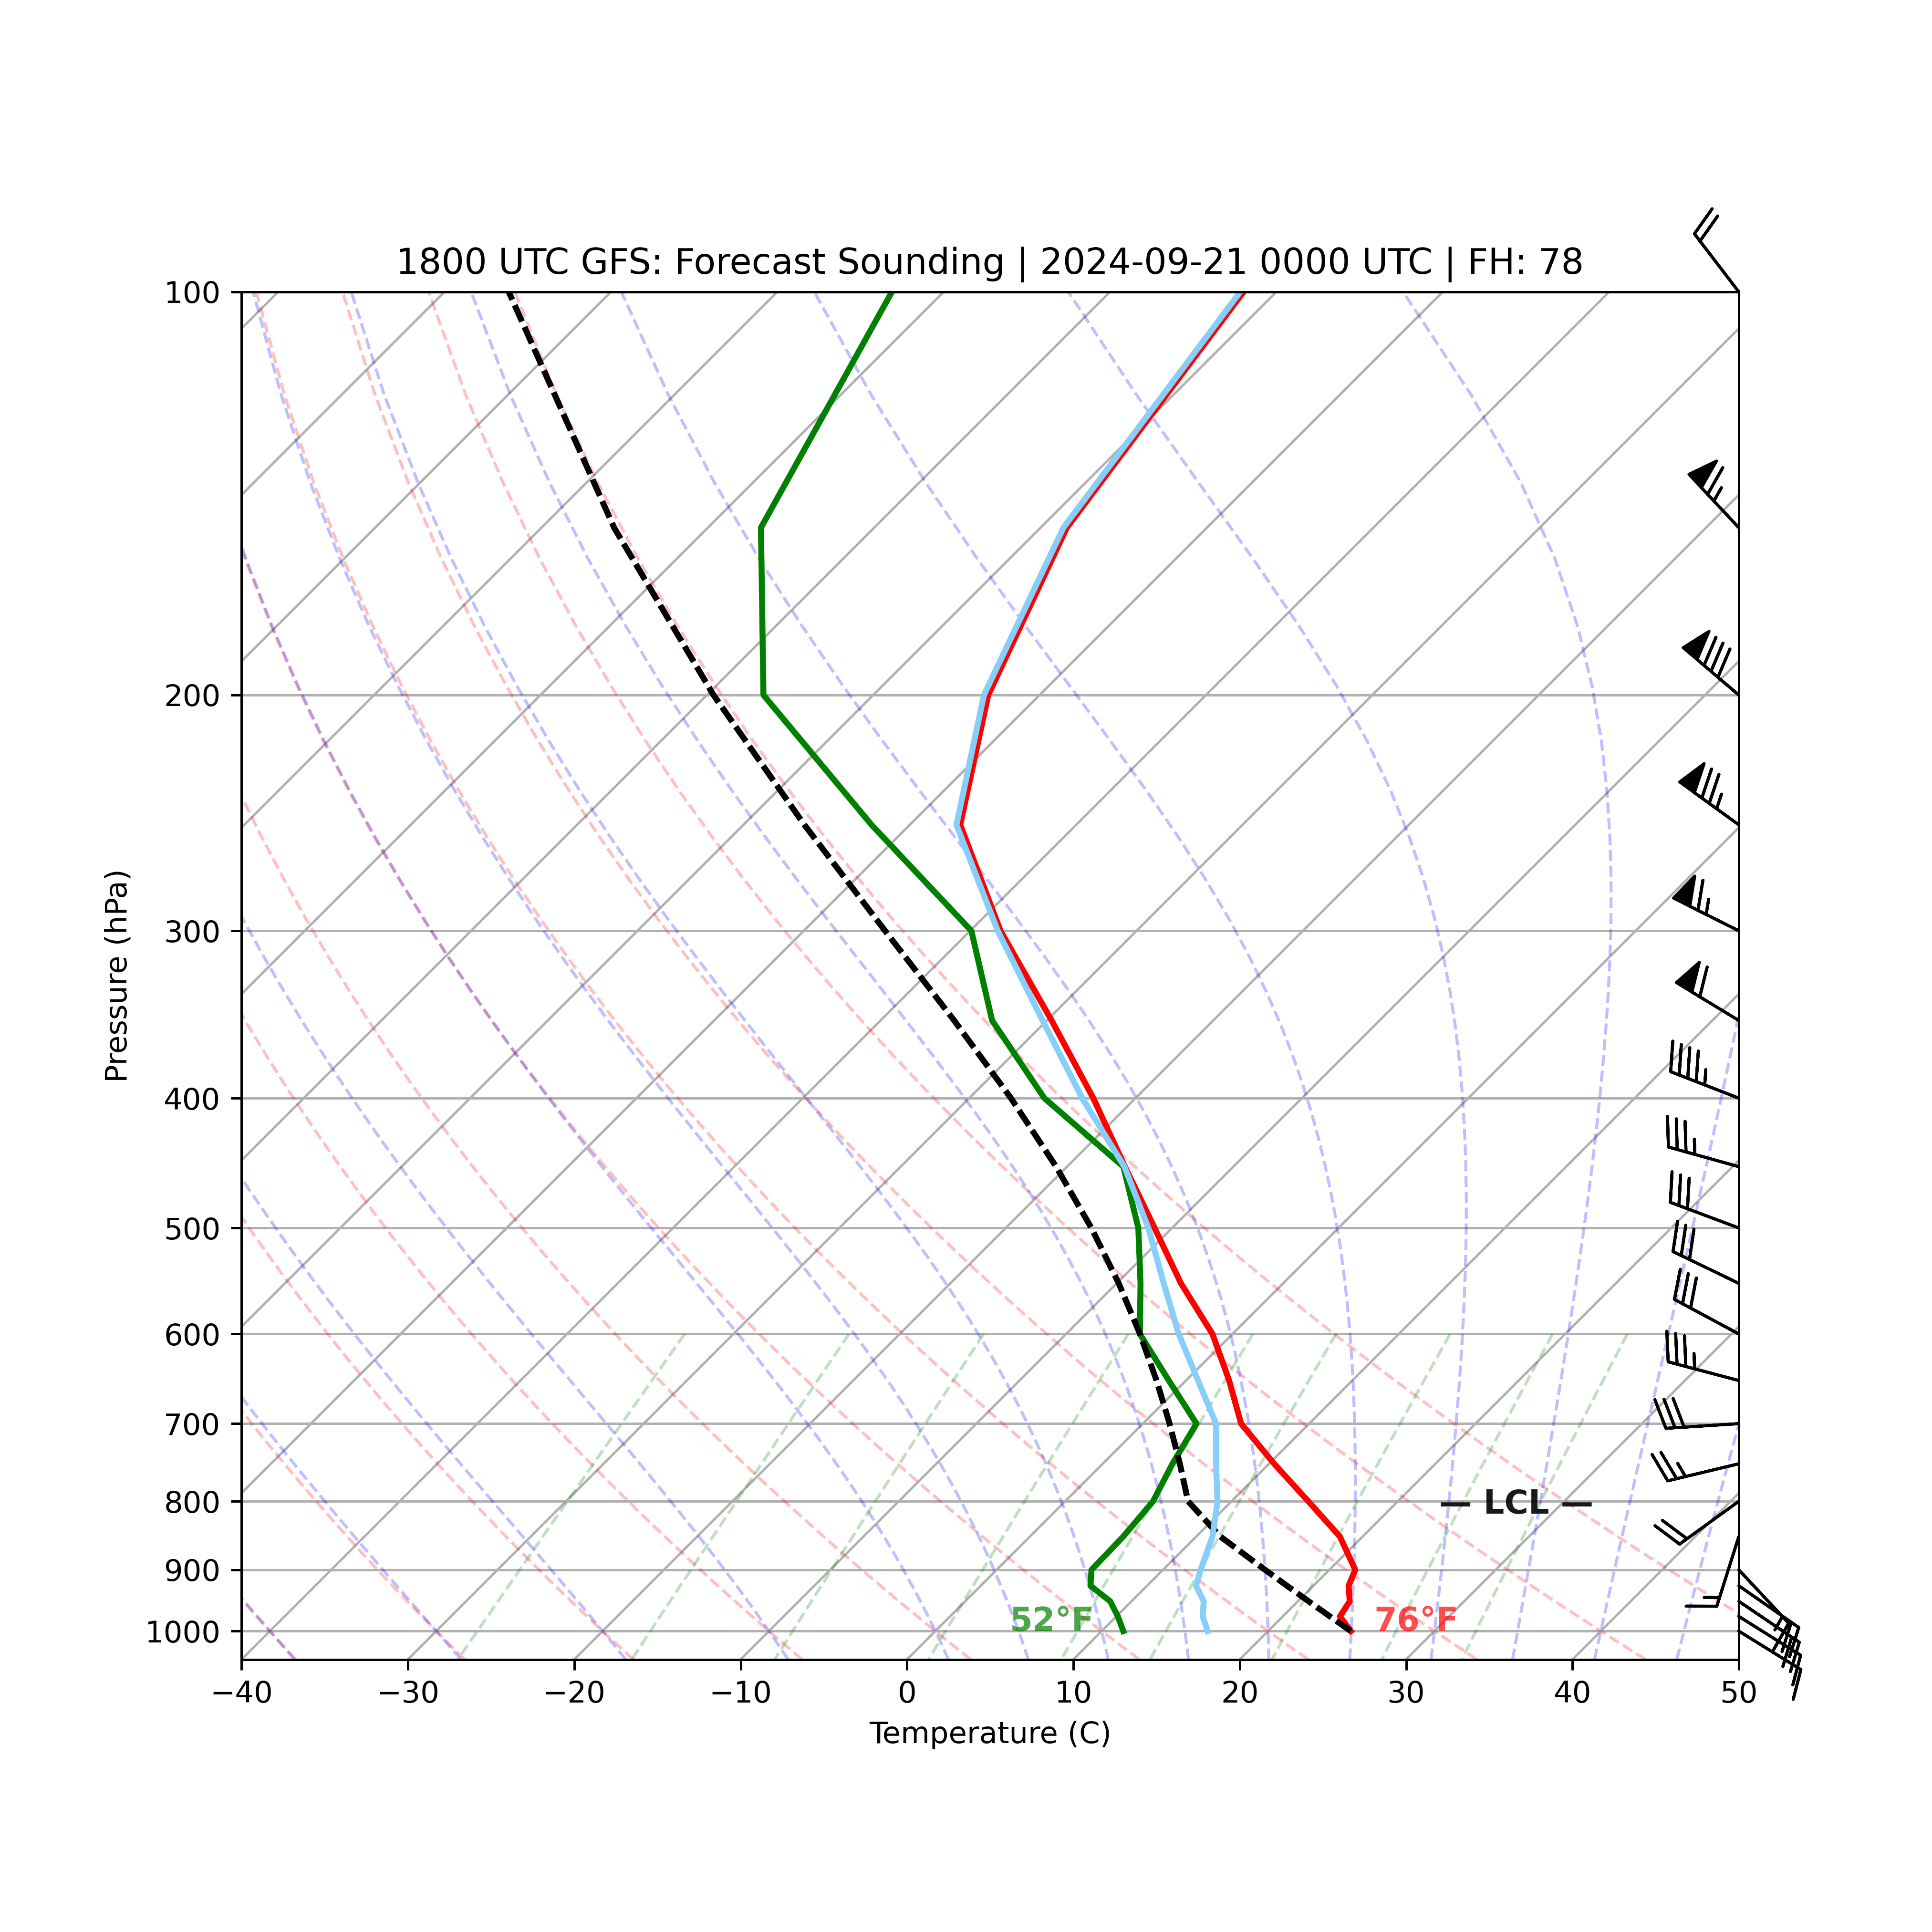 1800 UTC GFS: Forecast Sounding | 2024-09-21 0000 UTC | FH: 78
100
200
300
400
500
600
700
800
900
1000
Pressure (hPa)
— LCL —
52°F
76°F
−40 −30 −20 −10 0 10 20 30 40 50
Temperature (C)